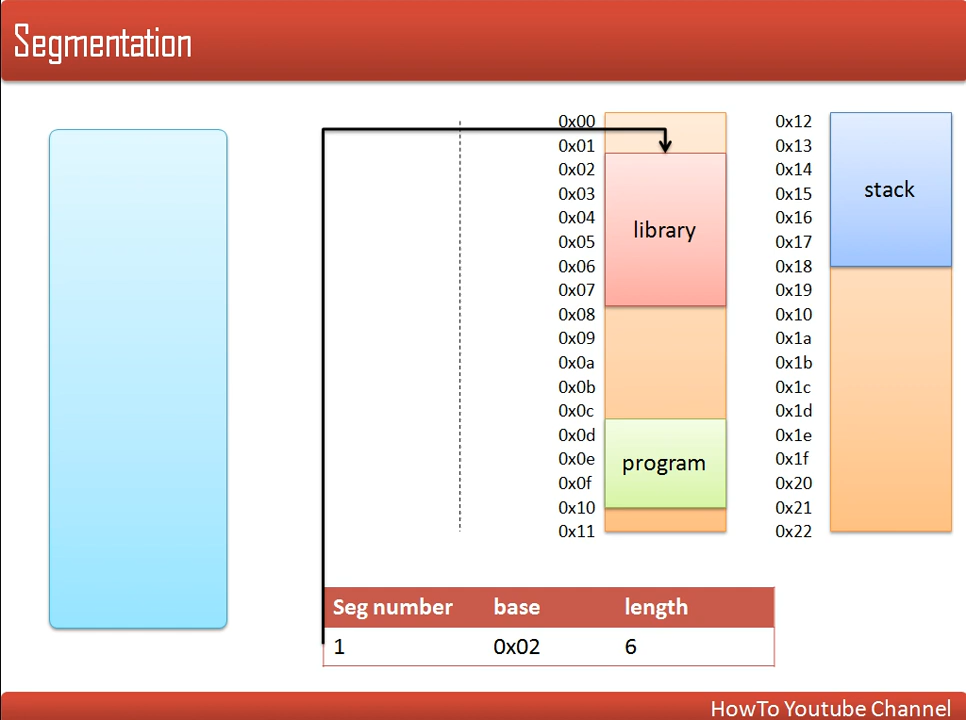 Segmentation
0x00
0x01
0x02
0x03
0x04
0x05
0x06
0x07
0x08
0x09
0x0a
0x0b
0x0c
0x0d
0x0e
0x0f
0x10
0x11
library
program
0x12
0x13
0x14
0x15
0x16
0x17
0x18
0x19
0x10
0x1a
0x1b
0x1c
0x1d
0x1e
0x1f
0x20
0x21
0x22
stack
Seg number base length
1 0x02 6
HowTo Youtube Channel